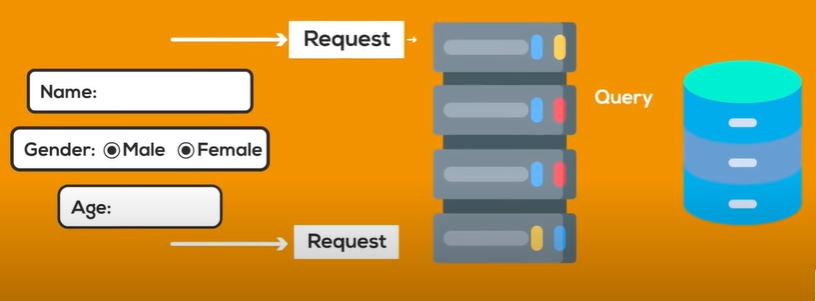 Request
Query
Name:
Gender: Male Female
Age:
Request